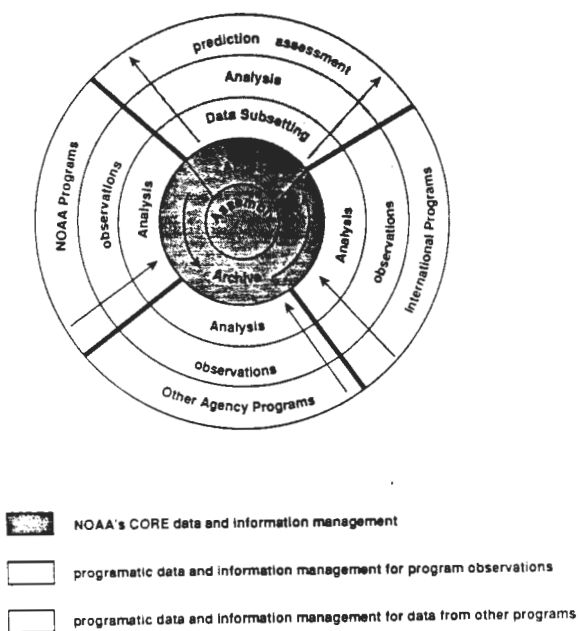 prediction assessment
Analysis
Data Subsetting
NOAA Programs
observations
Analysis
Archive
Analysis
observations
International Programs
Analysis
observations
Other Agency Programs
NOAA's CORE data and information management
programatic data and information management for program observations
programatic data and information management for data from other programs